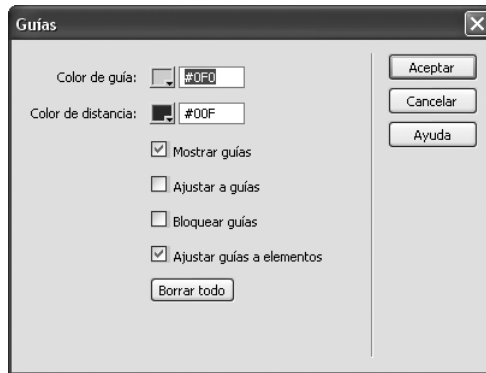 Guías
Color de guía: #0F0
Color de distancia: #00F
Mostrar guías
Ajustar a guías
Bloquear guías
Ajustar guías a elementos
Borrar todo
Aceptar
Cancelar
Ayuda